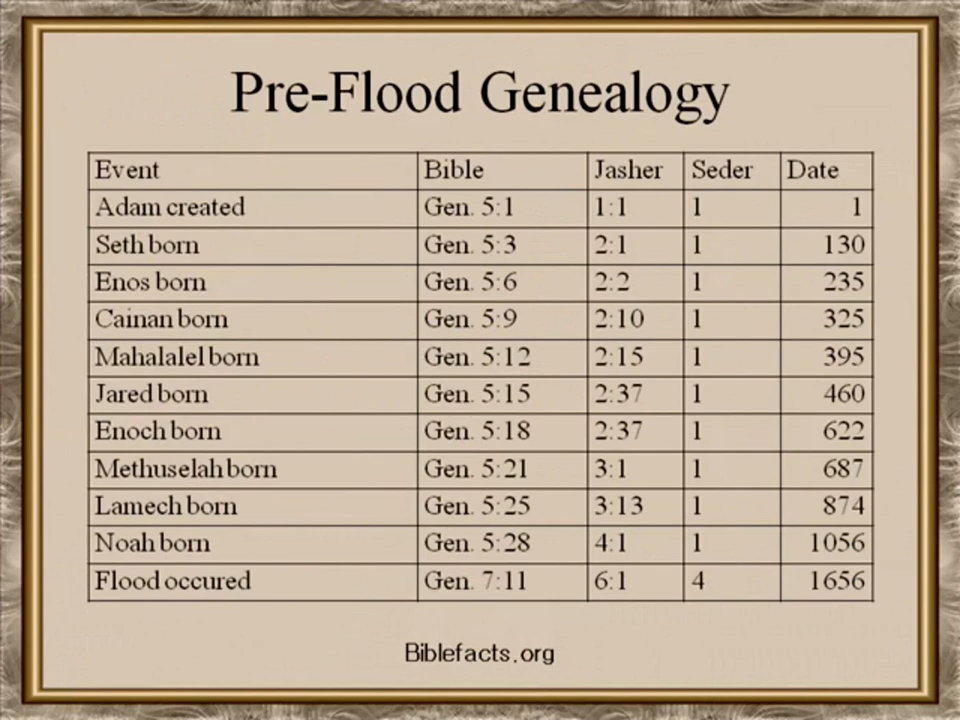 Pre-Flood Genealogy
Event Bible Jasher Seder Date
Adam created Gen. 5:1 1:1 1 1
Seth born Gen. 5:3 2:1 1 130
Enos born Gen. 5:6 2:2 1 235
Cainan born Gen. 5:9 2:10 1 325
Mahalalel born Gen. 5:12 2:15 1 395
Jared born Gen. 5:15 2:37 1 460
Enoch born Gen. 5:18 2:37 1 622
Methuselah born Gen. 5:21 3:1 1 687
Lamech born Gen. 5:25 3:13 1 874
Noah born Gen. 5:28 4:1 1 1056
Flood occured Gen. 7:11 6:1 4 1656
Biblefacts.org